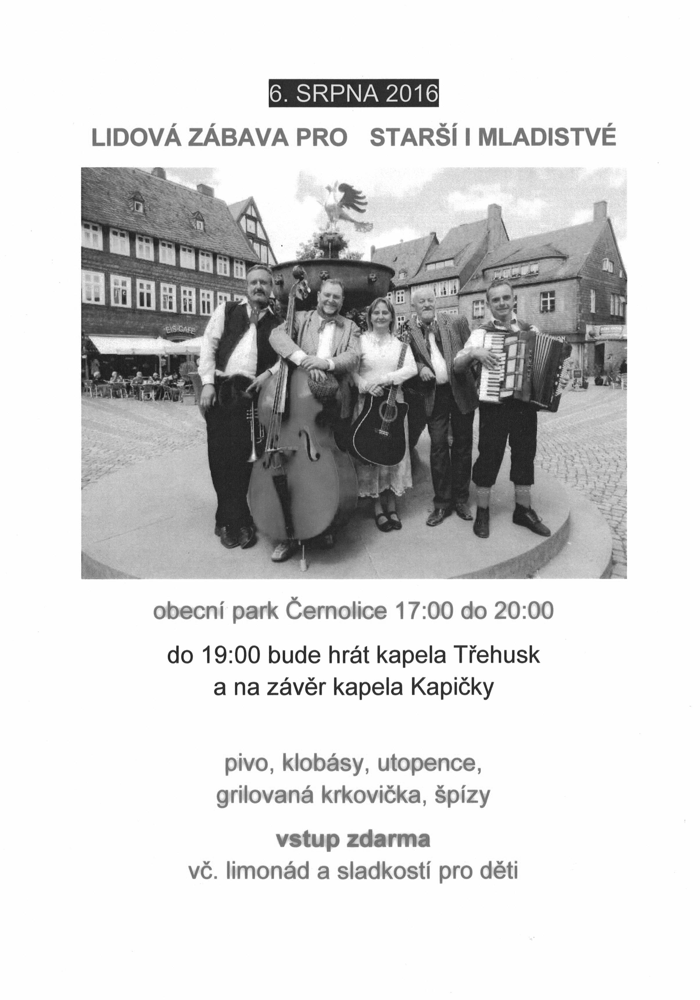 6. SRPNA 2016
LIDOVÁ ZÁBAVA PRO STARŠÍ I MLADISTVÉ
EIS-CAFE
obecní park Černolice 17:00 do 20:00
do 19:00 bude hrát kapela Třehusk
a na závěr kapela Kapičky
pivo, klobásy, utopence,
grilovaná krkovička, špízy
vstup zdarma
vč. limonád a sladkostí pro děti